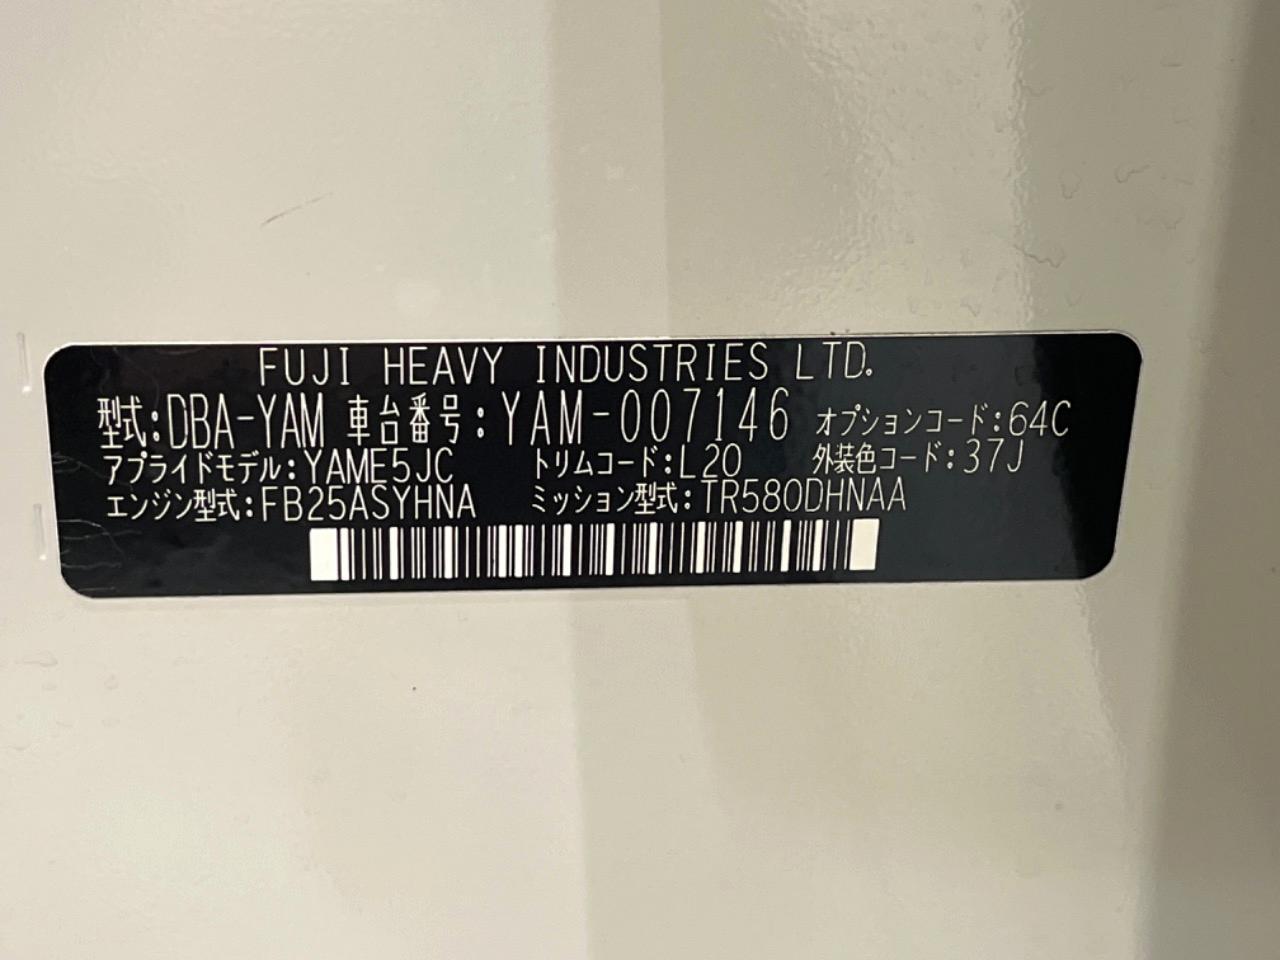 FUJI HEAVY INDUSTRIES LTD.
型式:DBA-YAM 車台番号:YAM-007146 オプションコード:64C
アプライドモデル:YAME5JC トリムコード:L20 外装色コード:37J
エンジン型式:FB25ASYHNA ミッション型式:TR580DHNAA